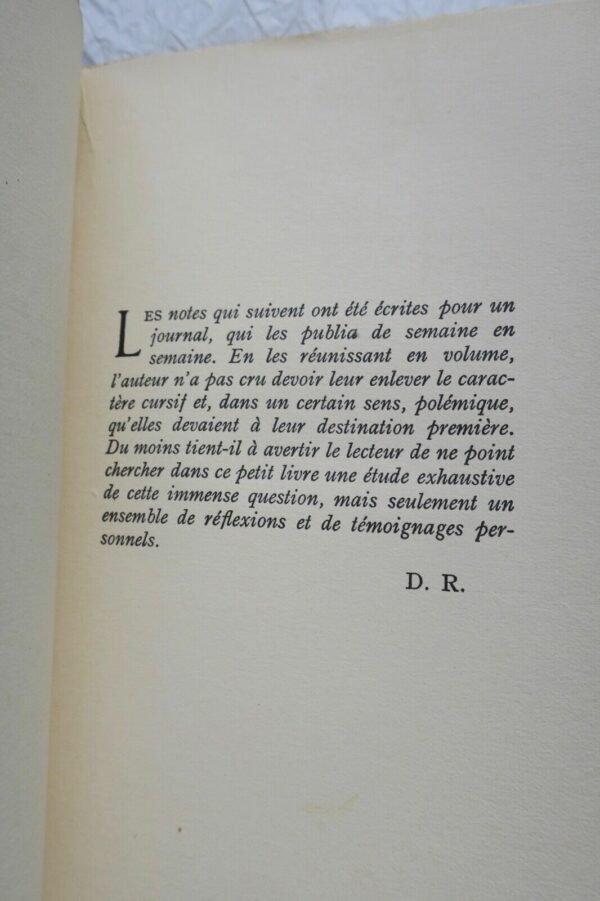 LES notes qui suivent ont été écrites pour un
journal, qui les publia de semaine en
semaine. En les réunissant en volume,
l'auteur n'a pas cru devoir leur enlever le carac-
tère cursif et, dans un certain sens, polémique,
qu'elles devaient à leur destination première.
Du moins tient-il à avertir le lecteur de ne point
chercher dans ce petit livre une étude exhaustive
de cette immense question, mais seulement un
ensemble de réflexions et de témoignages per-
sonnels.
D. R.